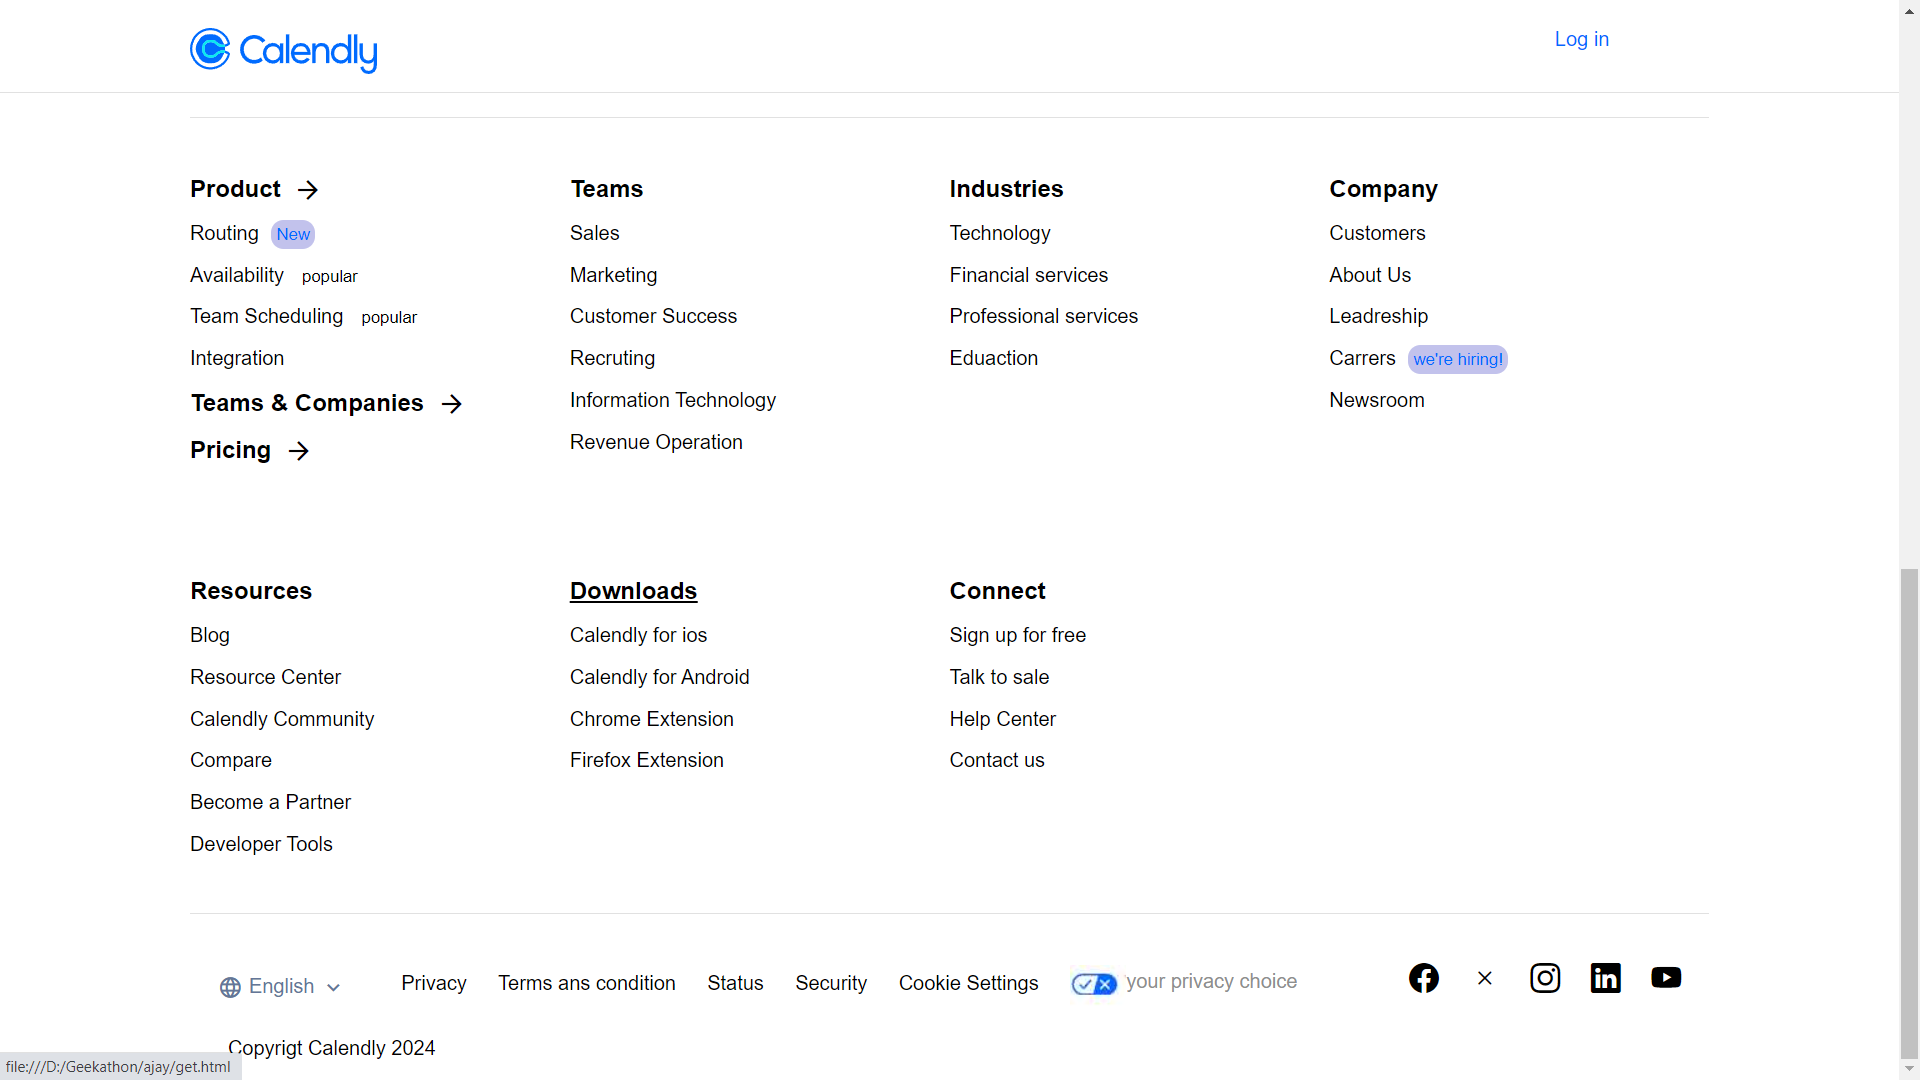 Calendly
Log in
Product
Routing New
Availability popular
Team Scheduling popular
Integration
Teams & Companies
Pricing
Teams
Sales
Marketing
Customer Success
Recruting
Information Technology
Revenue Operation
Industries
Technology
Financial services
Professional services
Eduaction
Company
Customers
About Us
Leadreship
Carrers we're hiring!
Newsroom
Resources
Blog
Resource Center
Calendly Community
Compare
Become a Partner
Developer Tools
Downloads
Calendly for ios
Calendly for Android
Chrome Extension
Firefox Extension
Connect
Sign up for free
Talk to sale
Help Center
Contact us
English Privacy Terms ans condition Status Security Cookie Settings your privacy choice
Copyrigt Calendly 2024
file:///D:/Geekathon/ajay/get.html